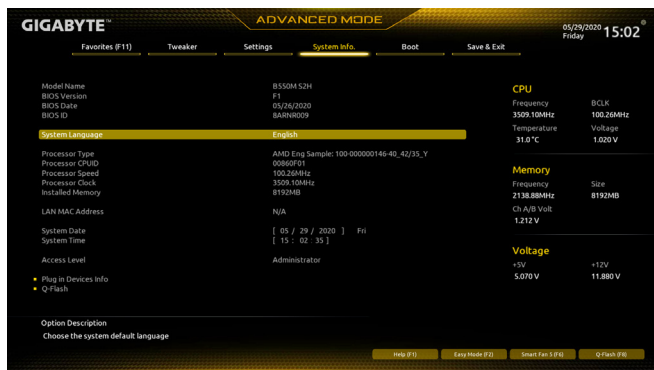 GIGABYTE™
ADVANCED MODE
05/29/2020
Friday
15:02
Favorites (F11) Tweaker Settings System Info. Boot Save & Exit
Model Name B550M S2H
BIOS Version F1
BIOS Date 05/26/2020
BIOS ID 8ARNR009
System Language English
Processor Type AMD Eng Sample: 100-000000146-40_42/35_Y
Processor CPUID 00860F01
Processor Speed 100.26MHz
Processor Clock 3509.10MHz
Installed Memory 8192MB
LAN MAC Address N/A
System Date [ 05 / 29 / 2020 ] Fri
System Time [ 15 : 02 : 35 ]
Access Level Administrator
Plug in Devices Info
Q-Flash
CPU
Frequency BCLK
3509.10MHz 100.26MHz
Temperature Voltage
31.0 °C 1.020 V
Memory
Frequency Size
2138.88MHz 8192MB
Ch A/B Volt
1.212 V
Voltage
+5V +12V
5.070 V 11.880 V
Option Description
Choose the system default language
Help (F1) Easy Mode (F2) Smart Fan 5 (F6) Q-Flash (F8)